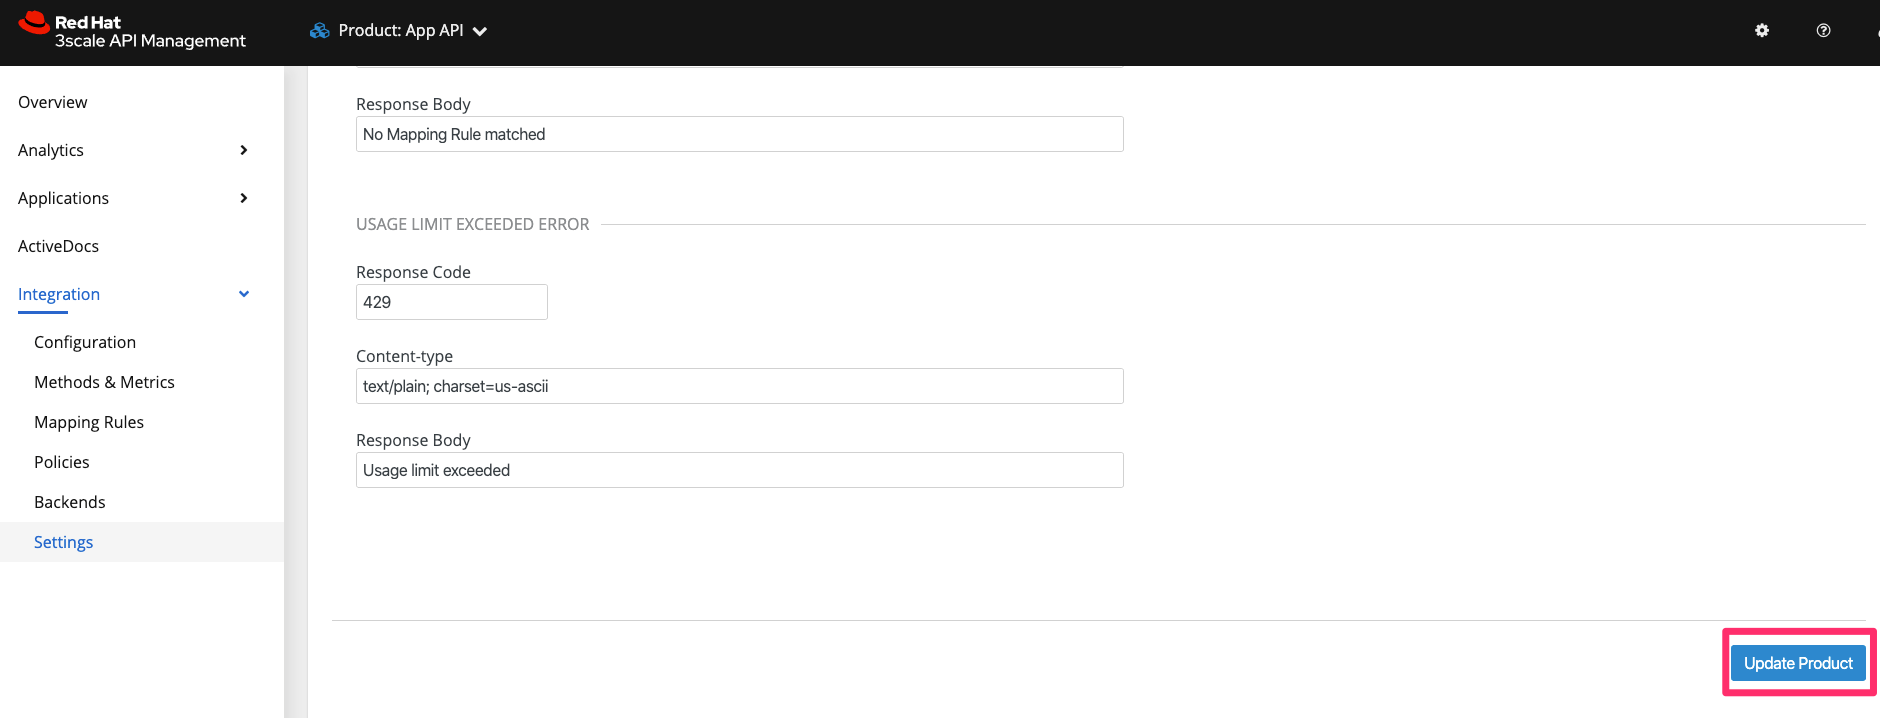 Red Hat
3scale API Management
Product: App API
Overview
Analytics
Applications
ActiveDocs
Integration
Configuration
Methods & Metrics
Mapping Rules
Policies
Backends
Settings
Response Body
No Mapping Rule matched
USAGE LIMIT EXCEEDED ERROR
Response Code
429
Content-type
text/plain; charset=us-ascii
Response Body
Usage limit exceeded
Update Product